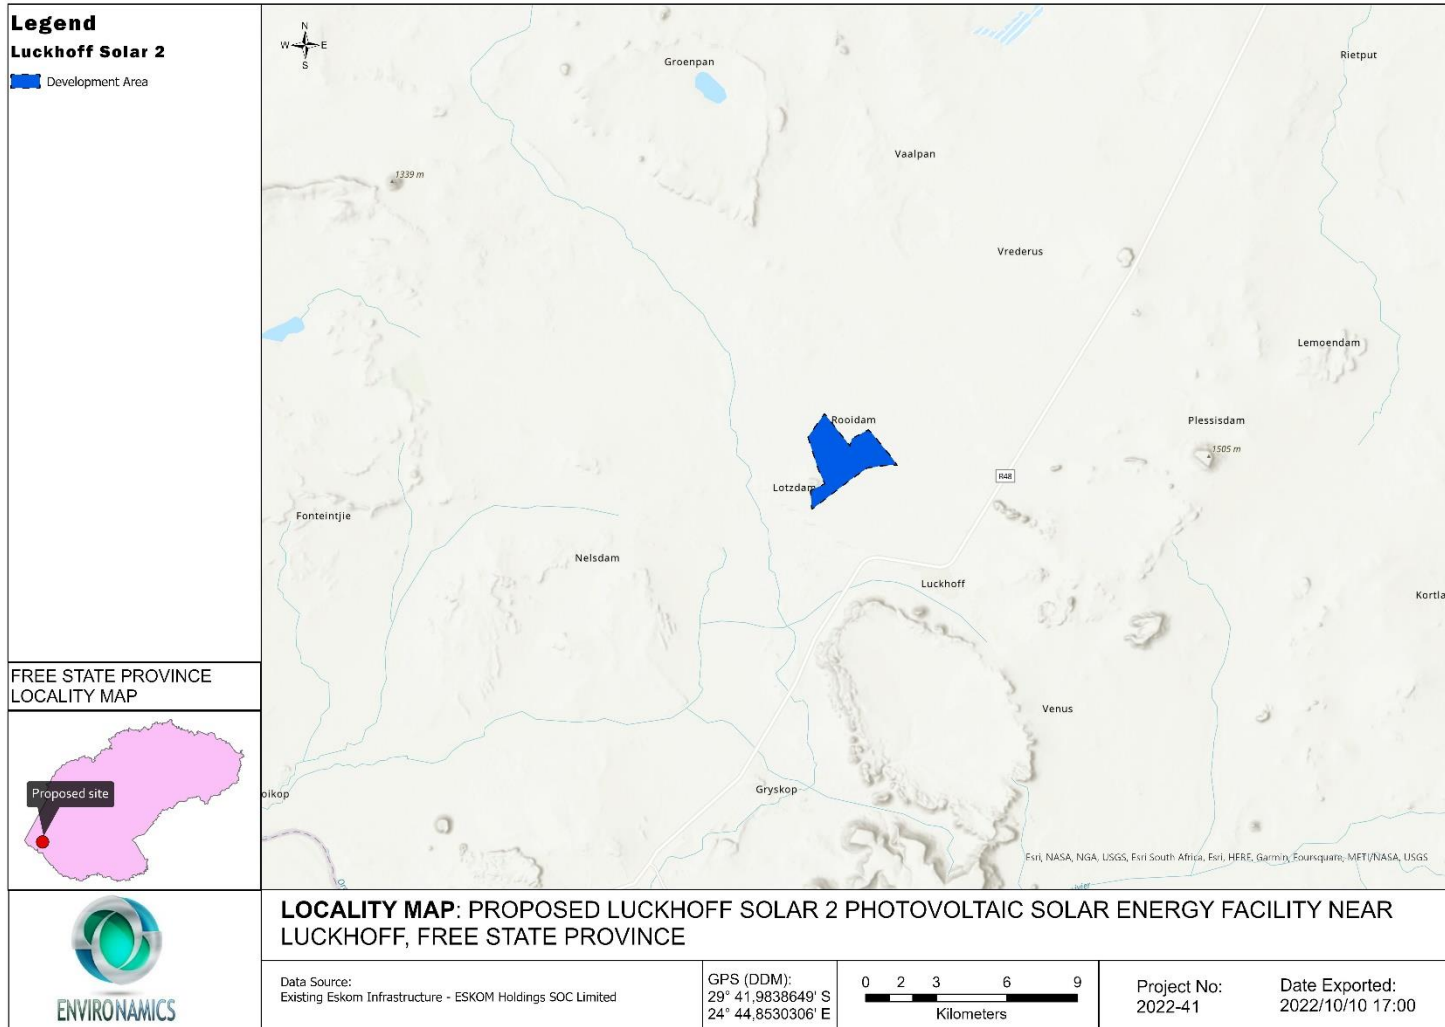 Legend
Luckhoff Solar 2
Development Area
N
W E
S
Groenpan
Rietput
Vaalpan
1339 m
Vrederus
Lemoendam
Rooidam
Plessisdam
1505 m
R48
Lotzdam
Fonteintjie
Nelsdam
Luckhoff
Kortla
Venus
Gryskop
oikop
Esri, NASA, NGA, USGS, Esri South Africa, Esri, HERE, Garmin, Foursquare, METI/NASA, USGS
FREE STATE PROVINCE
LOCALITY MAP
Proposed site
ENVIRONAMICS
LOCALITY MAP: PROPOSED LUCKHOFF SOLAR 2 PHOTOVOLTAIC SOLAR ENERGY FACILITY NEAR
LUCKHOFF, FREE STATE PROVINCE
Data Source:
Existing Eskom Infrastructure - ESKOM Holdings SOC Limited
GPS (DDM):
29° 41,9838649' S
24° 44,8530306' E
0 2 3 6 9
Kilometers
Project No:
2022-41
Date Exported:
2022/10/10 17:00